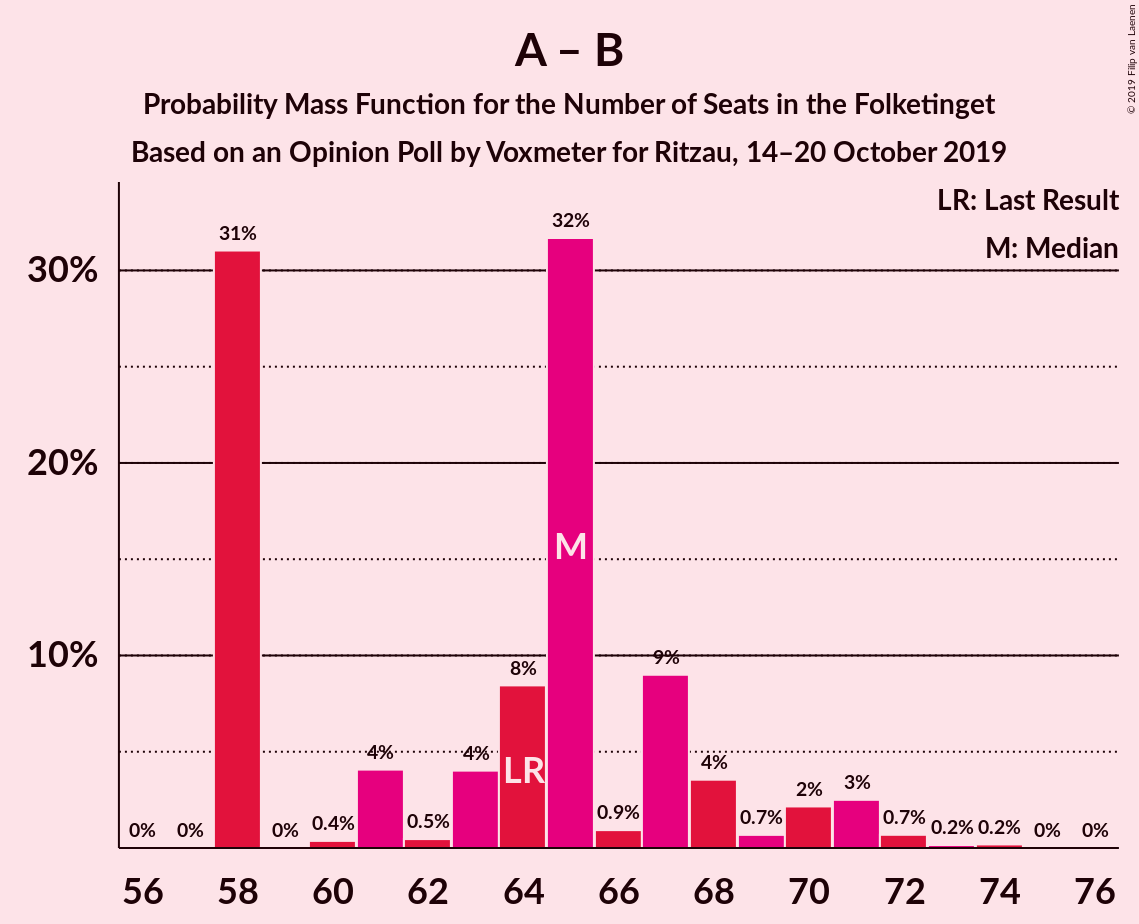 A – B
Probability Mass Function for the Number of Seats in the Folketinget
Based on an Opinion Poll by Voxmeter for Ritzau, 14–20 October 2019
© 2019 Filip van Laenen
LR: Last Result
M: Median
30%
20%
10%
0% 0% 31% 0% 0.4% 4% 0.5% 4% 8% 32% 0.9% 9% 4% 0.7% 2% 3% 0.7% 0.2% 0.2% 0% 0%
M
LR
56 58 60 62 64 66 68 70 72 74 76